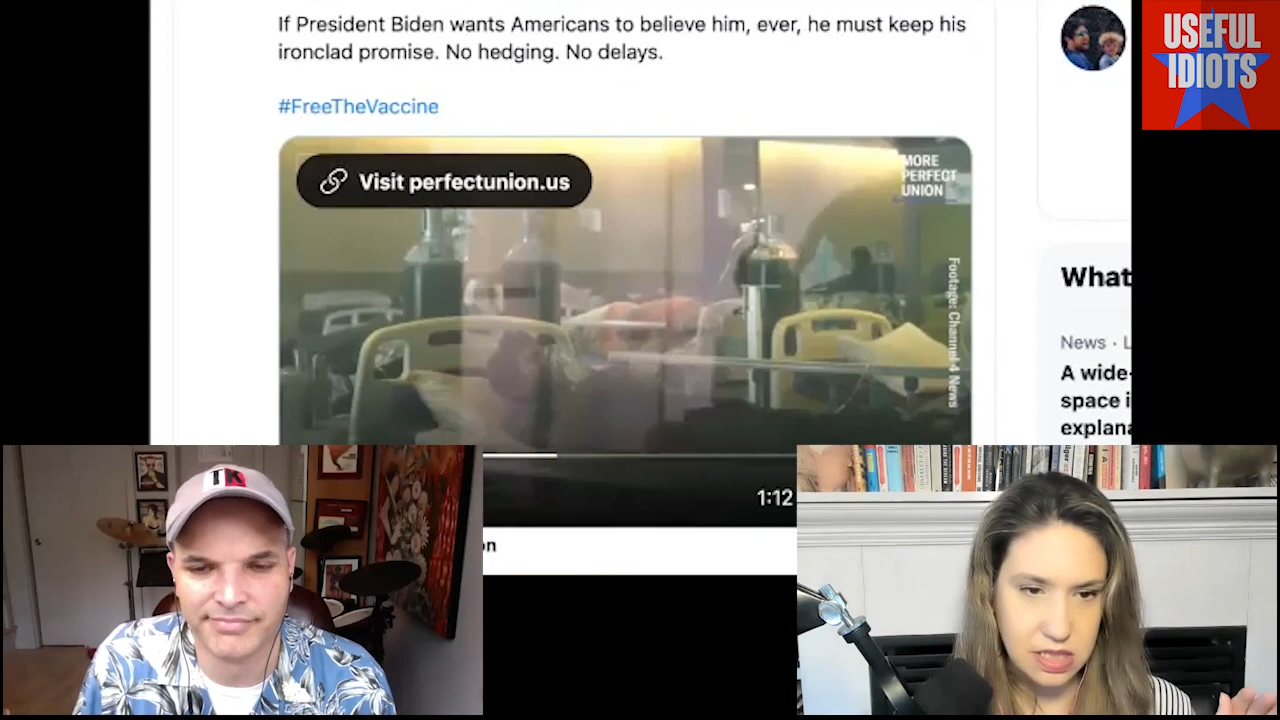 If President Biden wants Americans to believe him, ever, he must keep his
ironclad promise. No hedging. No delays.
#FreeTheVaccine
Visit perfectunion.us
MORE
PERFECT
UNION
Footage: Channel 4 News
1:12
on
What
News · L
A wide-
space i
explana
USEFUL
IDIOTS
TK